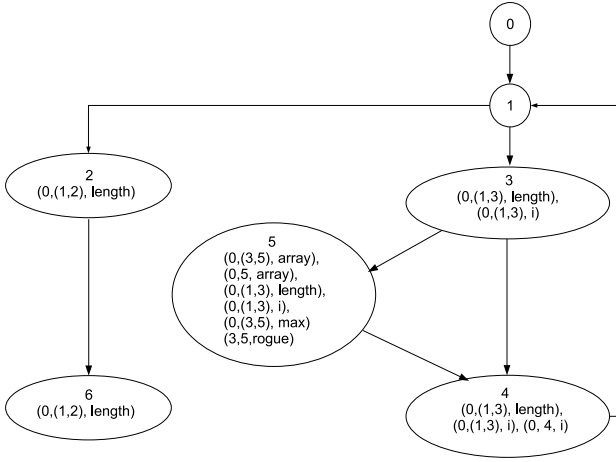 0
1
2
(0,(1,2), length)
3
(0,(1,3), length),
(0,(1,3), i)
5
(0,(3,5), array),
(0,5, array),
(0,(1,3), length),
(0,(1,3), i),
(0,(3,5), max)
(3,5,rogue)
6
(0,(1,2), length)
4
(0,(1,3), length),
(0,(1,3), i), (0, 4, i)